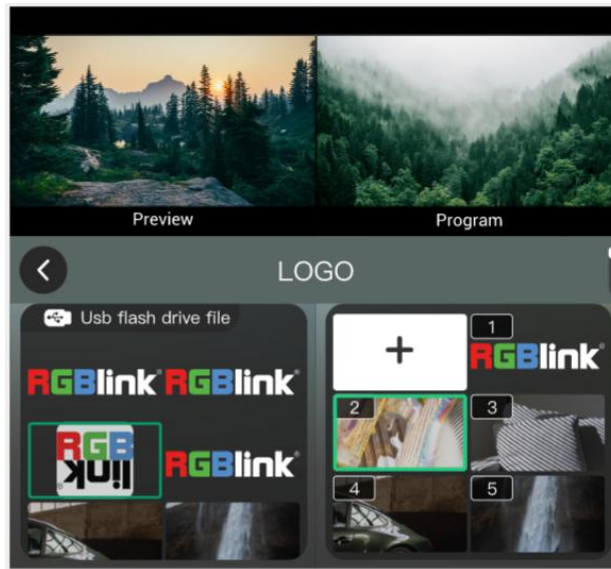 Preview
Program
LOGO
Usb flash drive file
RGBlink®
RGBlink®
RGB
link
RGBlink®
1
RGBlink®
2
3
4
5